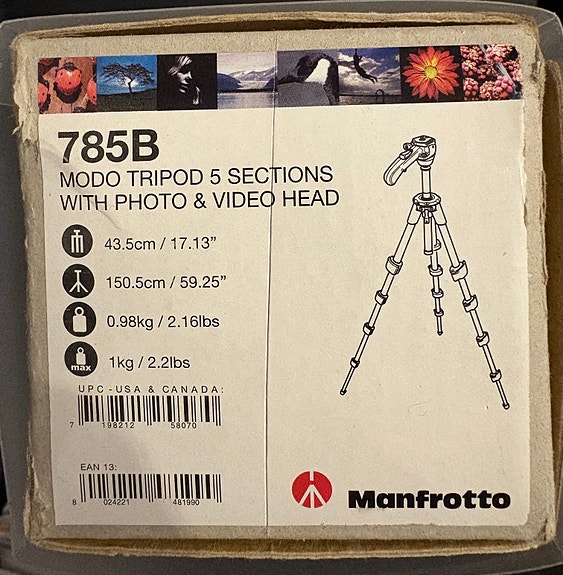 785B
MODO TRIPOD 5 SECTIONS
WITH PHOTO & VIDEO HEAD
43.5cm / 17.13”
150.5cm / 59.25”
0.98kg / 2.16lbs
max
1kg / 2.2lbs
UPC-USA & CANADA:
7 198212 58070
EAN 13:
8 024221 481990
Manfrotto